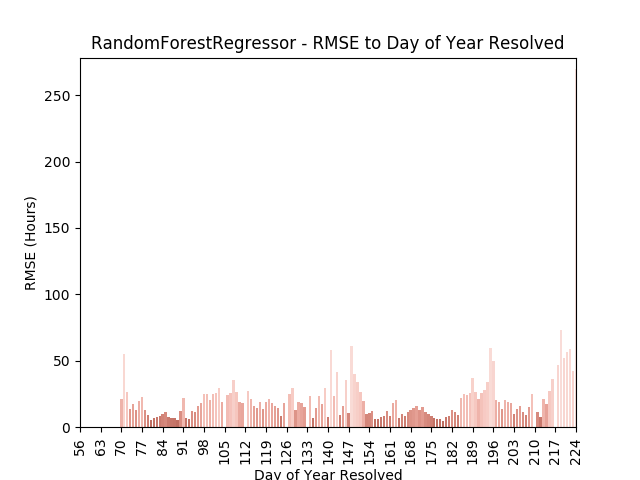 RandomForestRegressor - RMSE to Day of Year Resolved
250
200
150
100
50
0
RMSE (Hours)
56 63 70 77 84 91 98 105 112 119 126 133 140 147 154 161 168 175 182 189 196 203 210 217 224
Day of Year Resolved